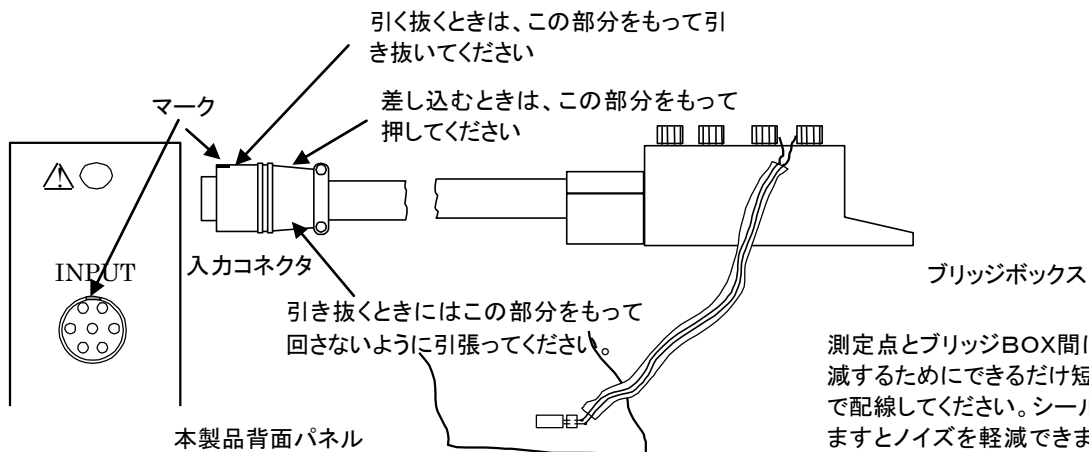 引く抜くときは、この部分をもって引
き抜いてください
マーク
差し込むときは、この部分をもって
押してください
INPUT
入力コネクタ
ブリッジボックス
引き抜くときにはこの部分をもって
回さないように引張ってください。
測定点とブリッジBOX間
減するためにできるだけ短
で配線してください。シール
ますとノイズを軽減できま
本製品背面パネル